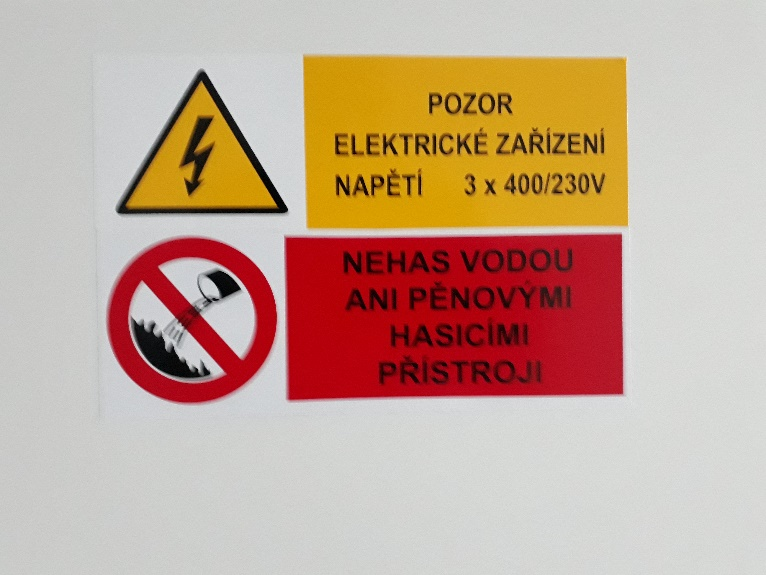 POZOR
ELEKTRICKÉ ZAŘÍZENÍ
NAPĚTÍ 3 x 400/230V
NEHAS VODOU
ANI PĚNOVÝMI
HASICÍMI
PŘÍSTROJI